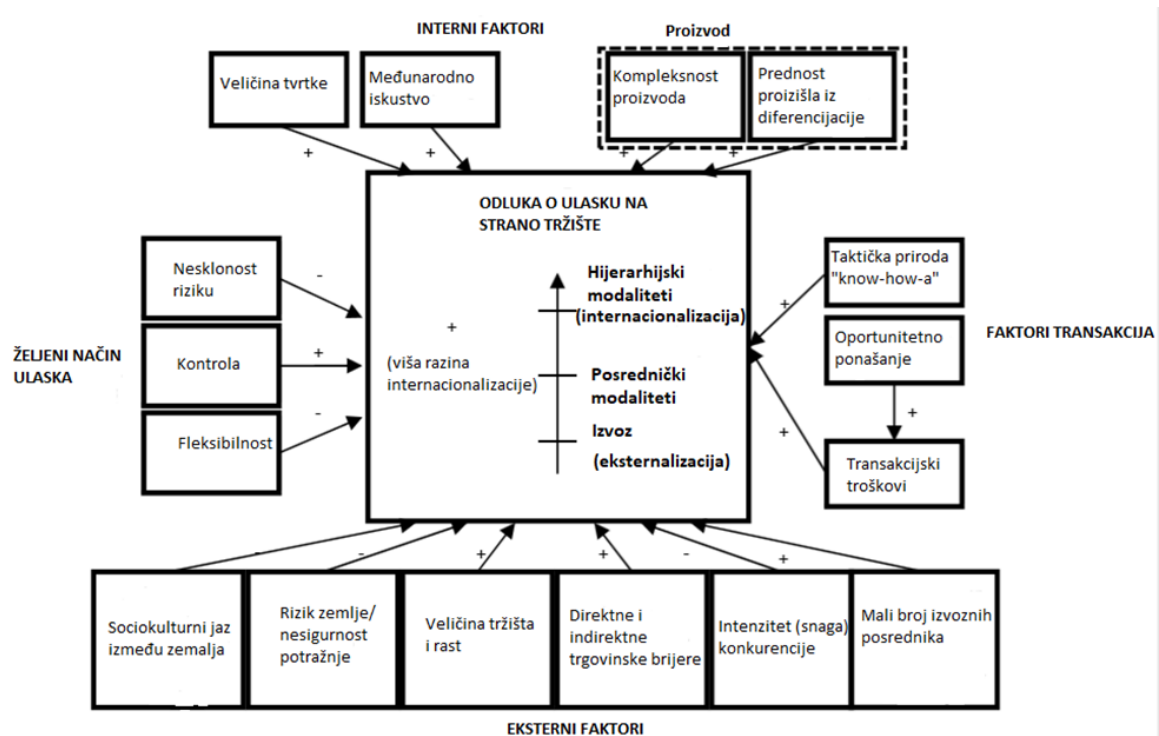 INTERNI FAKTORI
Proizvod
Veličina tvrtke
Međunarodno
iskustvo
Kompleksnost
proizvoda
Prednost
proizišla iz
diferencijacije
+
+
+
+
ODLUKA O ULASKU NA
STRANO TRŽIŠTE
Hijerarhijski
modaliteti
(internacionalizacija)
+
(viša razina
internacionalizacije)
Posrednički
modaliteti
Izvoz
(eksternalizacija)
ŽELJENI NAČIN
ULASKA
Nesklonost
riziku
-
Kontrola
+
Fleksibilnost
-
Taktička priroda
"know-how-a"
+
Oportunitetno
ponašanje
+
Transakcijski
troškovi
+
FAKTORI TRANSAKCIJA
-
-
+
+
-
+
Sociokulturni jaz
između zemalja
Rizik zemlje/
nesigurnost
potražnje
Veličina tržišta
i rast
Direktne i
indirektne
trgovinske brijere
Intenzitet (snaga)
konkurencije
Mali broj izvoznih
posrednika
EKSTERNI FAKTORI